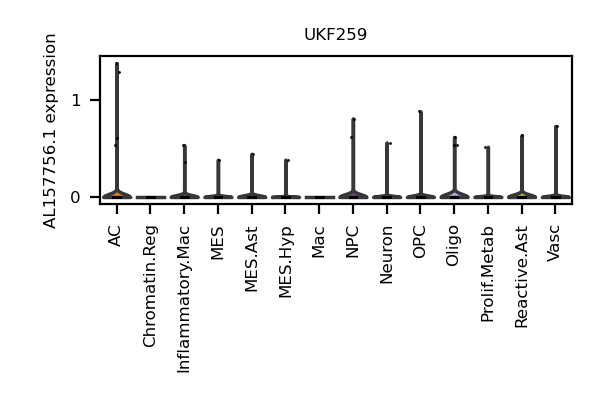 UKF259
AL157756.1 expression
1
0
AC
Chromatin.Reg
Inflammatory.Mac
MES
MES.Ast
MES.Hyp
Mac
NPC
Neuron
OPC
Oligo
Prolif.Metab
Reactive.Ast
Vasc